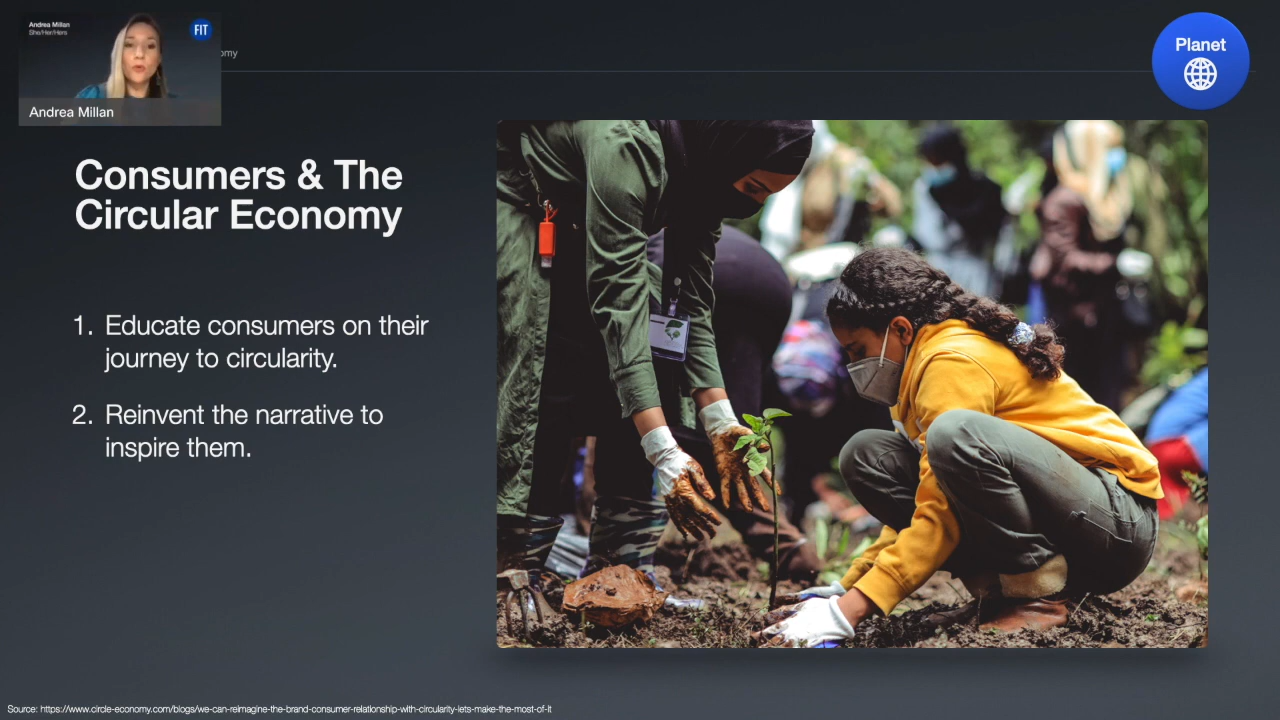 Andrea Millan
She/Her/Hers
FIT
Andrea Millan
omy
Planet
Consumers & The
Circular Economy
1. Educate consumers on their
journey to circularity.
2. Reinvent the narrative to
inspire them.
Source: https://www.circle-economy.com/blogs/we-can-reimagine-the-brand-consumer-relationship-with-circularity-lets-make-the-most-of-it